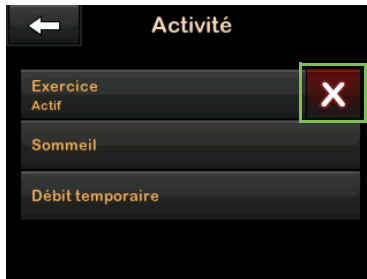 Activité
Exercice
Actif
Sommeil
Débit temporaire